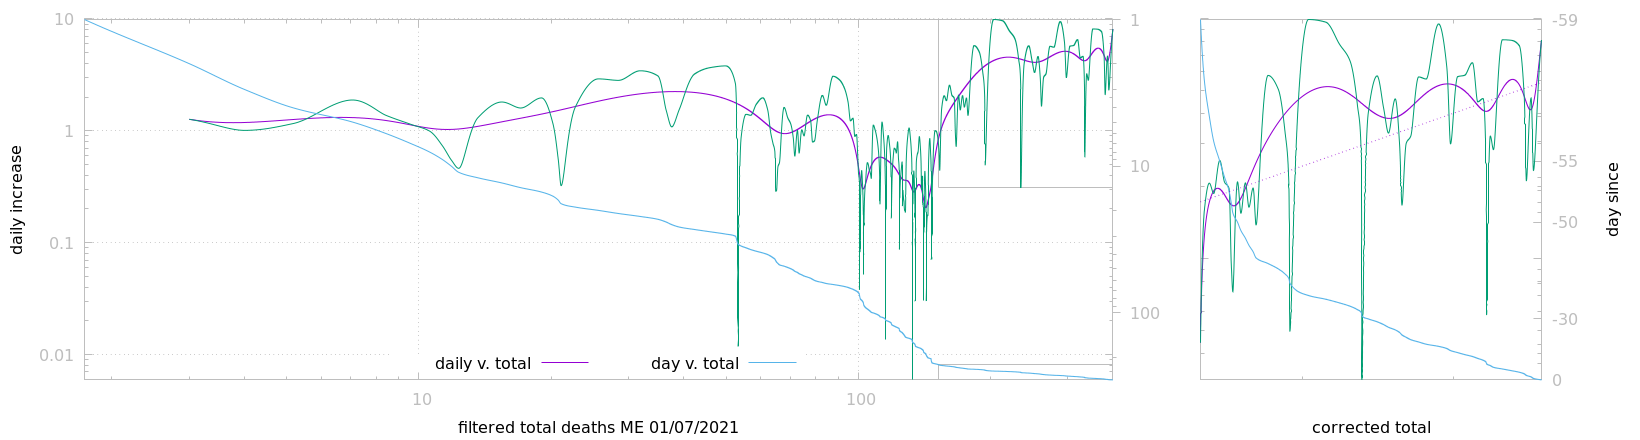 10
1
0.1
0.01
daily increase
10
100
daily v. total
day v. total
filtered total deaths ME 01/07/2021
1
10
100
-59
-55
-50
-30
0
day since
corrected total